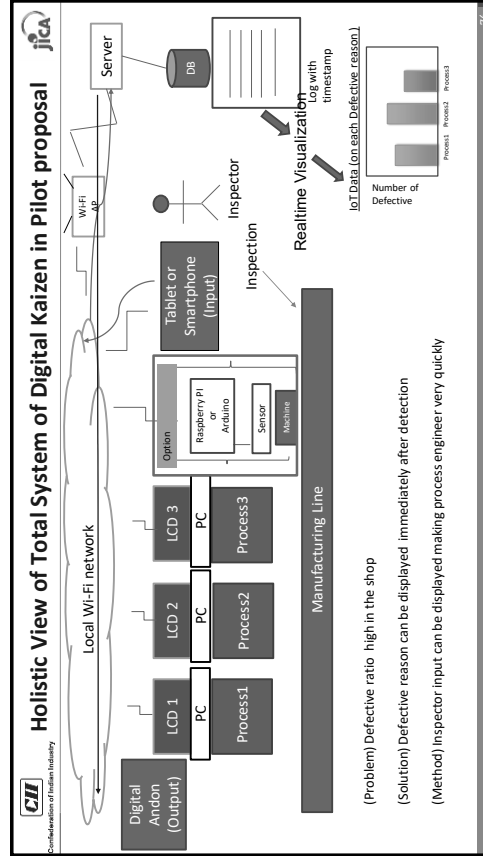 CII
Confederation of Indian Industry
Holistic View of Total System of Digital Kaizen in Pilot proposal
jICA
Local Wi-Fi network
Wi-Fi
AP
Server
DB
Log with
timestamp
Digital
Andon
(Output)
LCD 1
PC
Process1
LCD 2
PC
Process2
LCD 3
PC
Process3
Option
Raspberry PI
or
Arduino
Sensor
Machine
Tablet or
Smartphone
(Input)
Inspector
Inspection
Realtime Visualization
Manufacturing Line
IoT Data (on each Defective reason )
Number of
Defective
Process1
Process2
Process3
(Problem) Defective ratio high in the shop
(Solution) Defective reason can be displayed immediately after detection
(Method) Inspector input can be displayed making process engineer very quickly